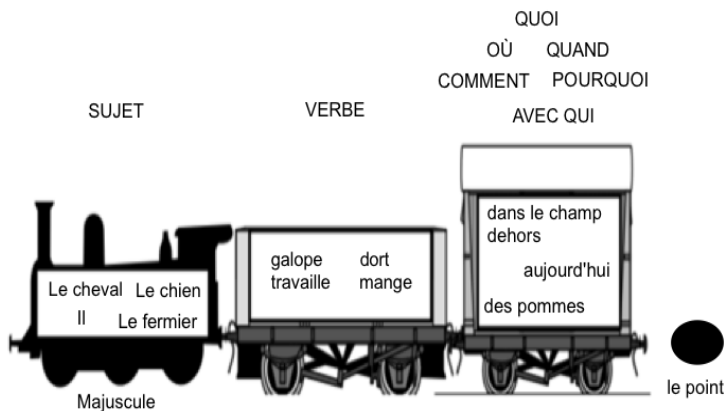 QUOI
OÙ QUAND
COMMENT POURQUOI
SUJET VERBE AVEC QUI
Le cheval Le chien
Il Le fermier
galope dort
travaille mange
dans le champ
dehors
aujourd'hui
des pommes
Majuscule
le point